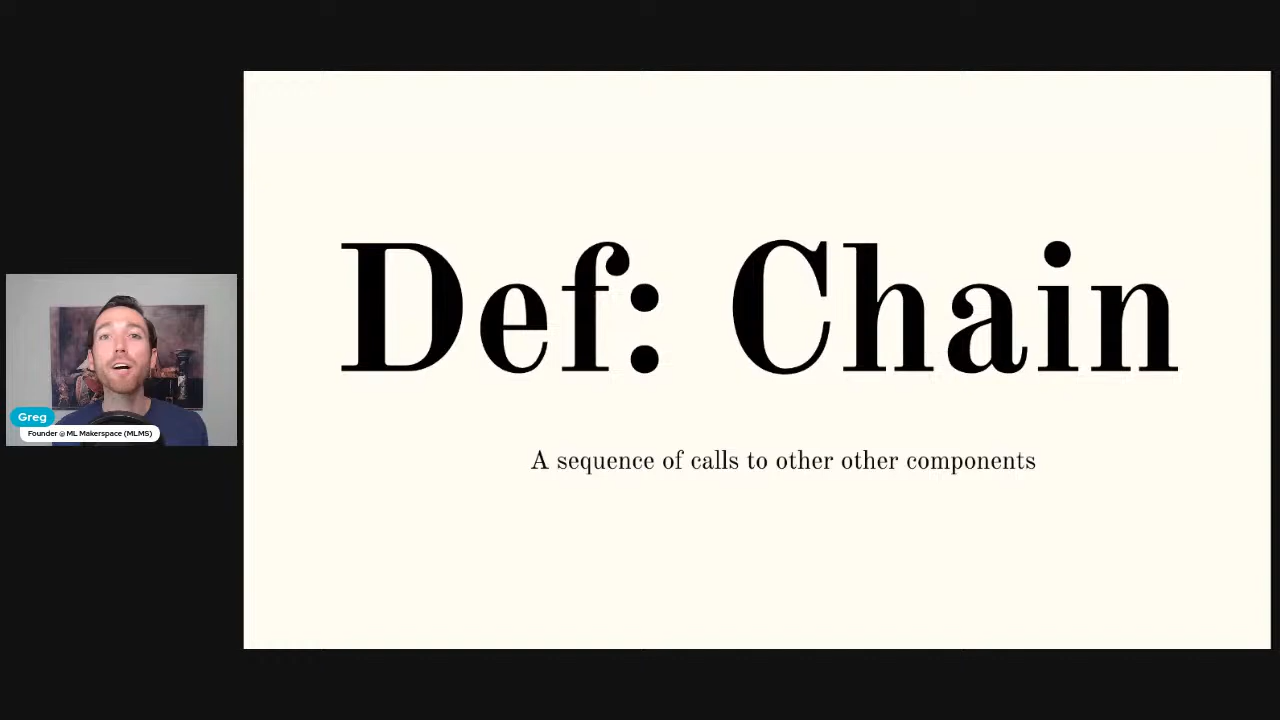 Def: Chain
A sequence of calls to other other components
Greg
Founder @ ML Makerspace (MLMS)